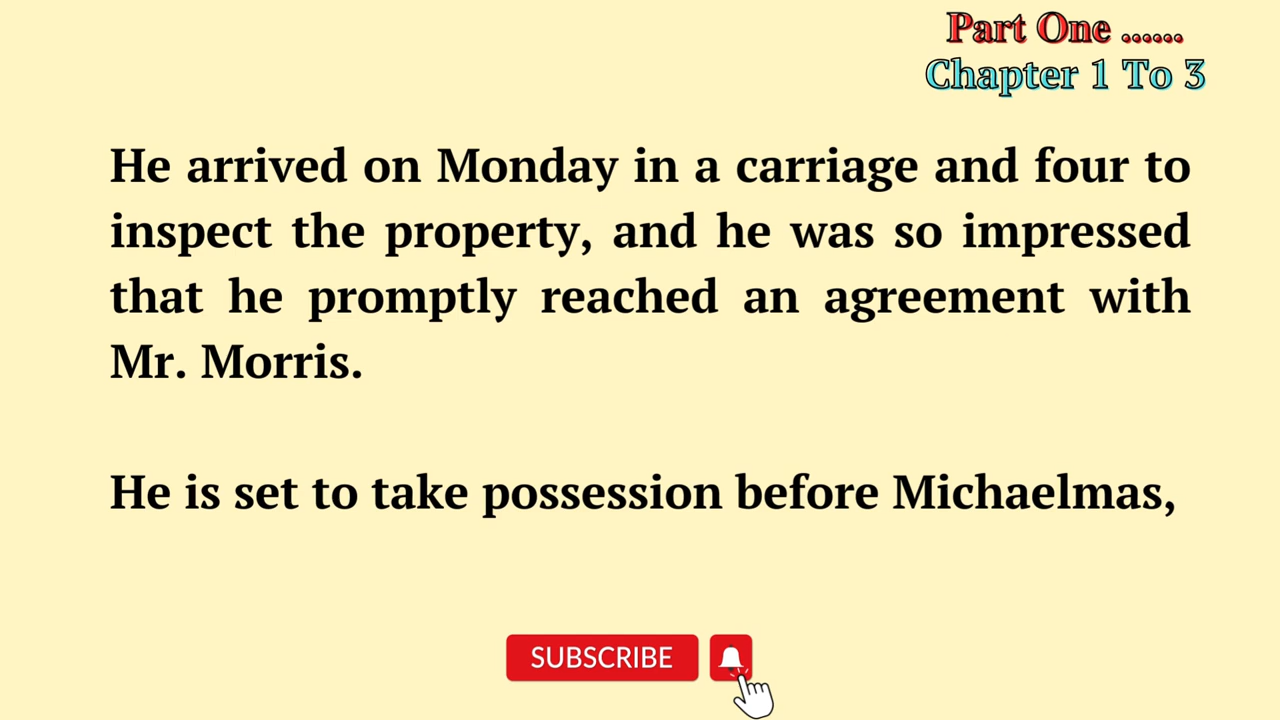 Part One ......
Chapter 1 To 3
He arrived on Monday in a carriage and four to
inspect the property, and he was so impressed
that he promptly reached an agreement with
Mr. Morris.
He is set to take possession before Michaelmas,
SUBSCRIBE